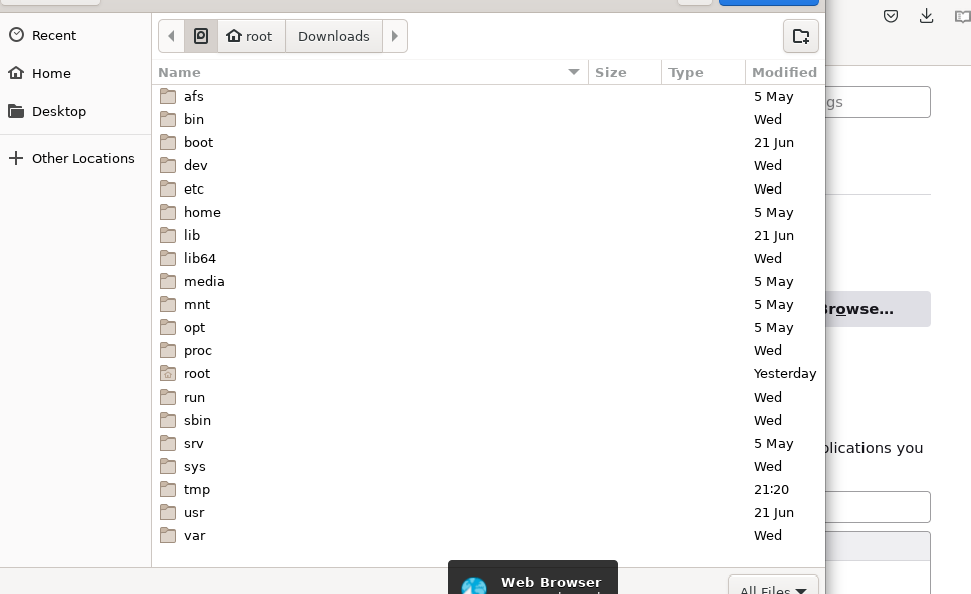 Recent
Home
Desktop
Other Locations
root Downloads
Name Size Type Modified
afs 5 May
bin Wed
boot 21 Jun
dev Wed
etc Wed
home 5 May
lib 21 Jun
lib64 Wed
media 5 May
mnt 5 May
opt 5 May
proc Wed
root Yesterday
run Wed
sbin Wed
srv 5 May
sys Wed
tmp 21:20
usr 21 Jun
var Wed
All Files
Web Browser
gs
Browse...
plications you